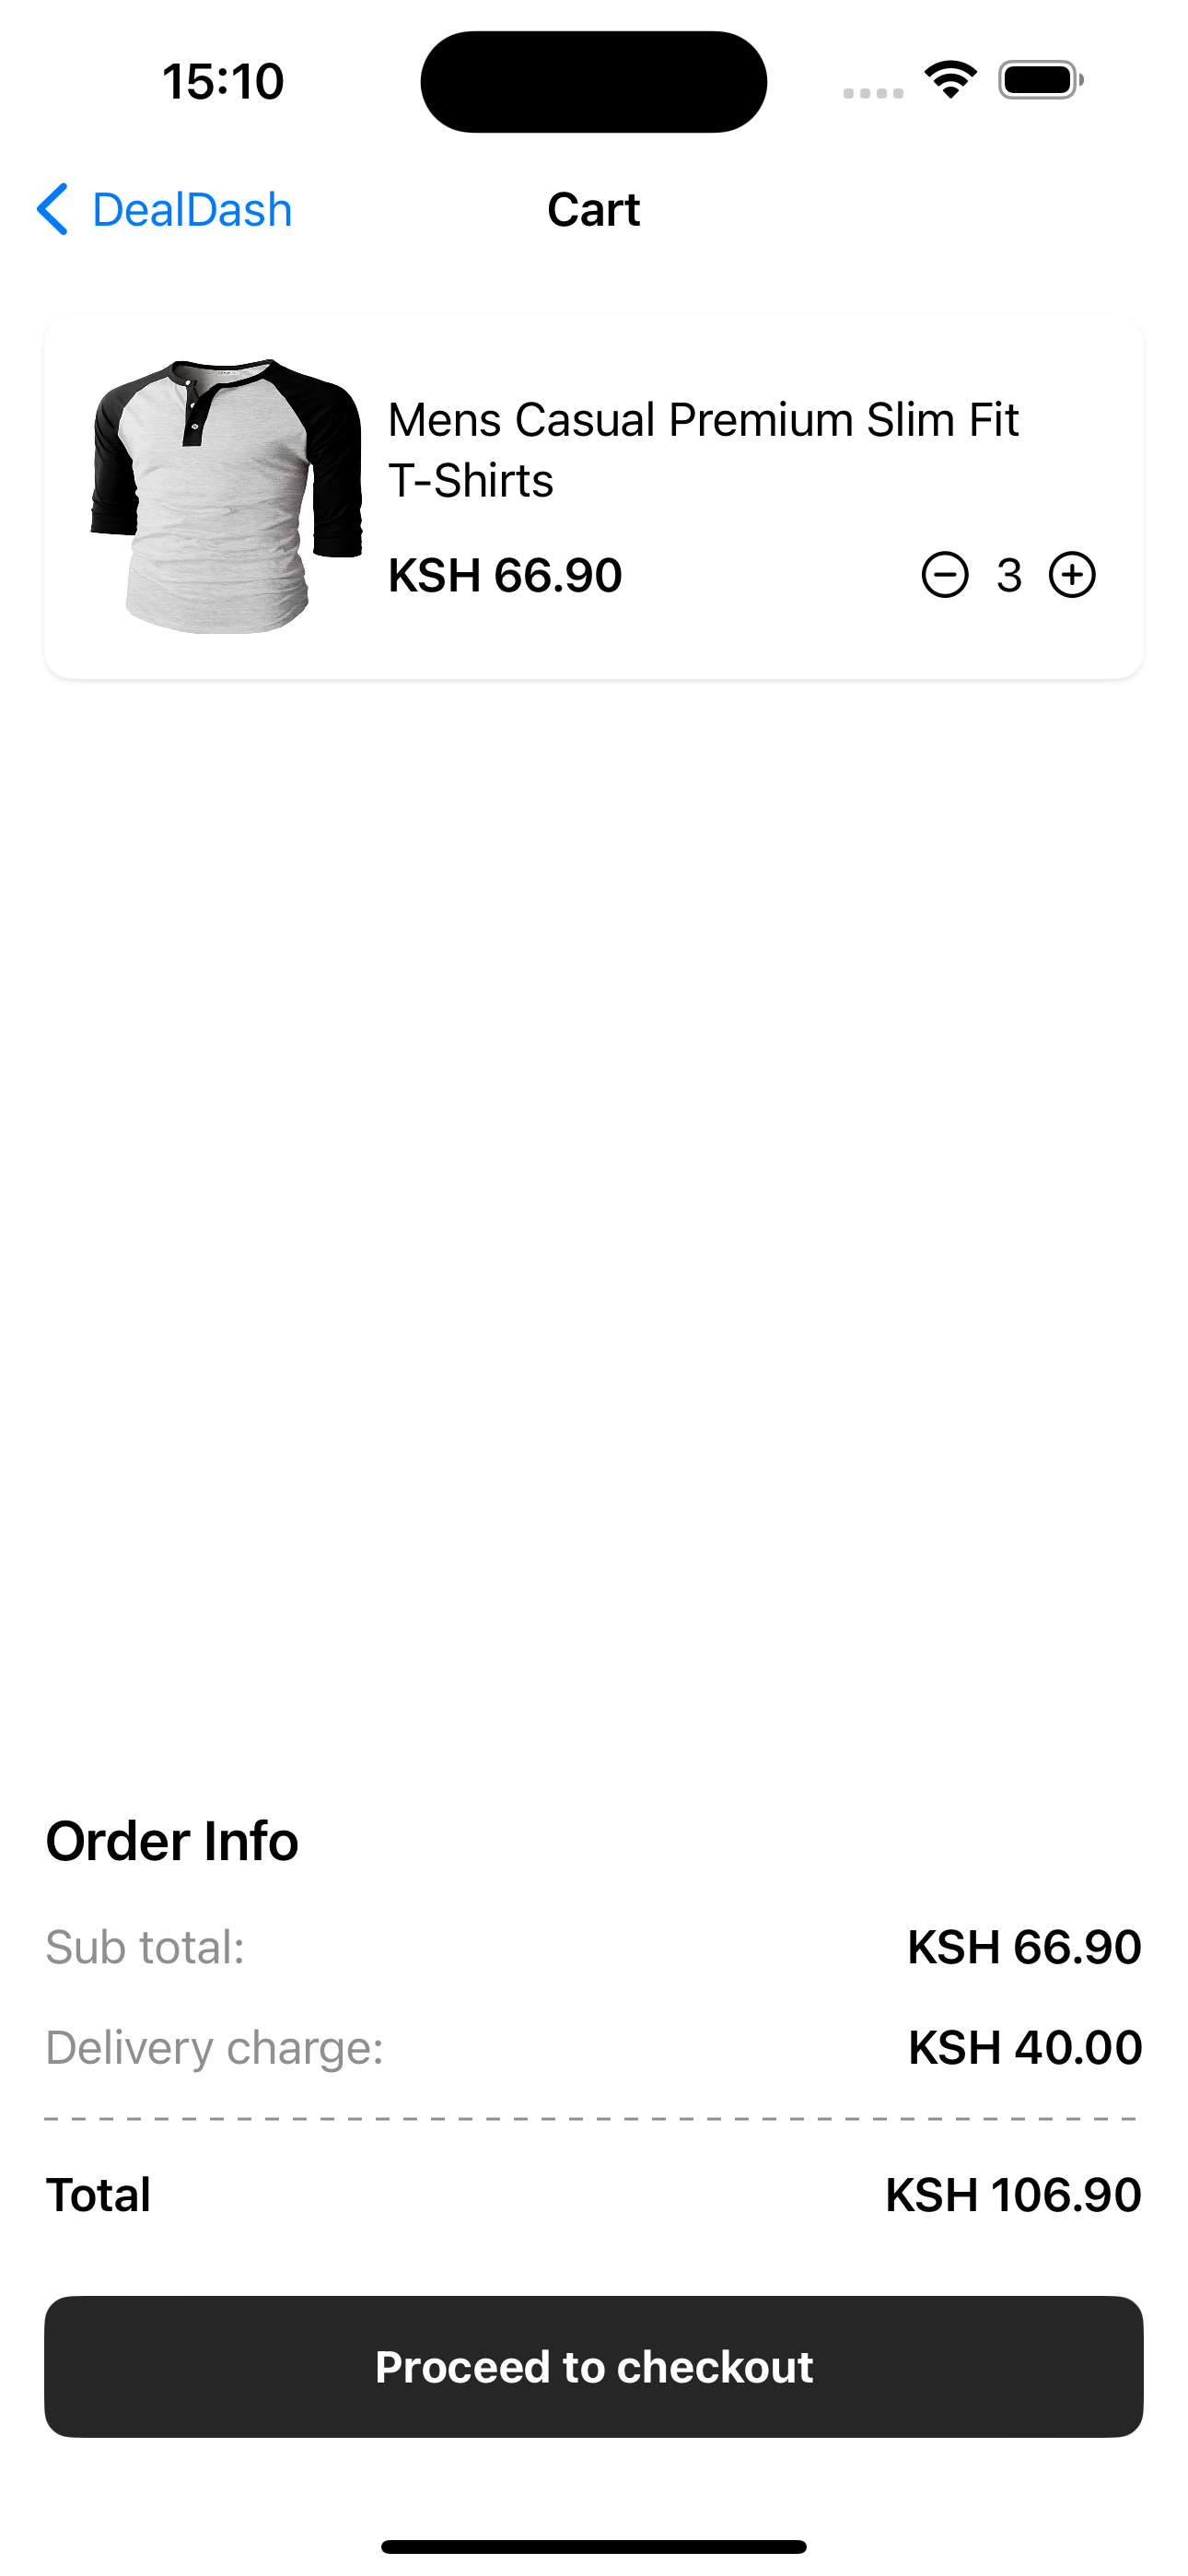 15:10
DealDash
Cart
Mens Casual Premium Slim Fit
T-Shirts
KSH 66.90
3
Order Info
Sub total:
KSH 66.90
Delivery charge:
KSH 40.00
Total
KSH 106.90
Proceed to checkout